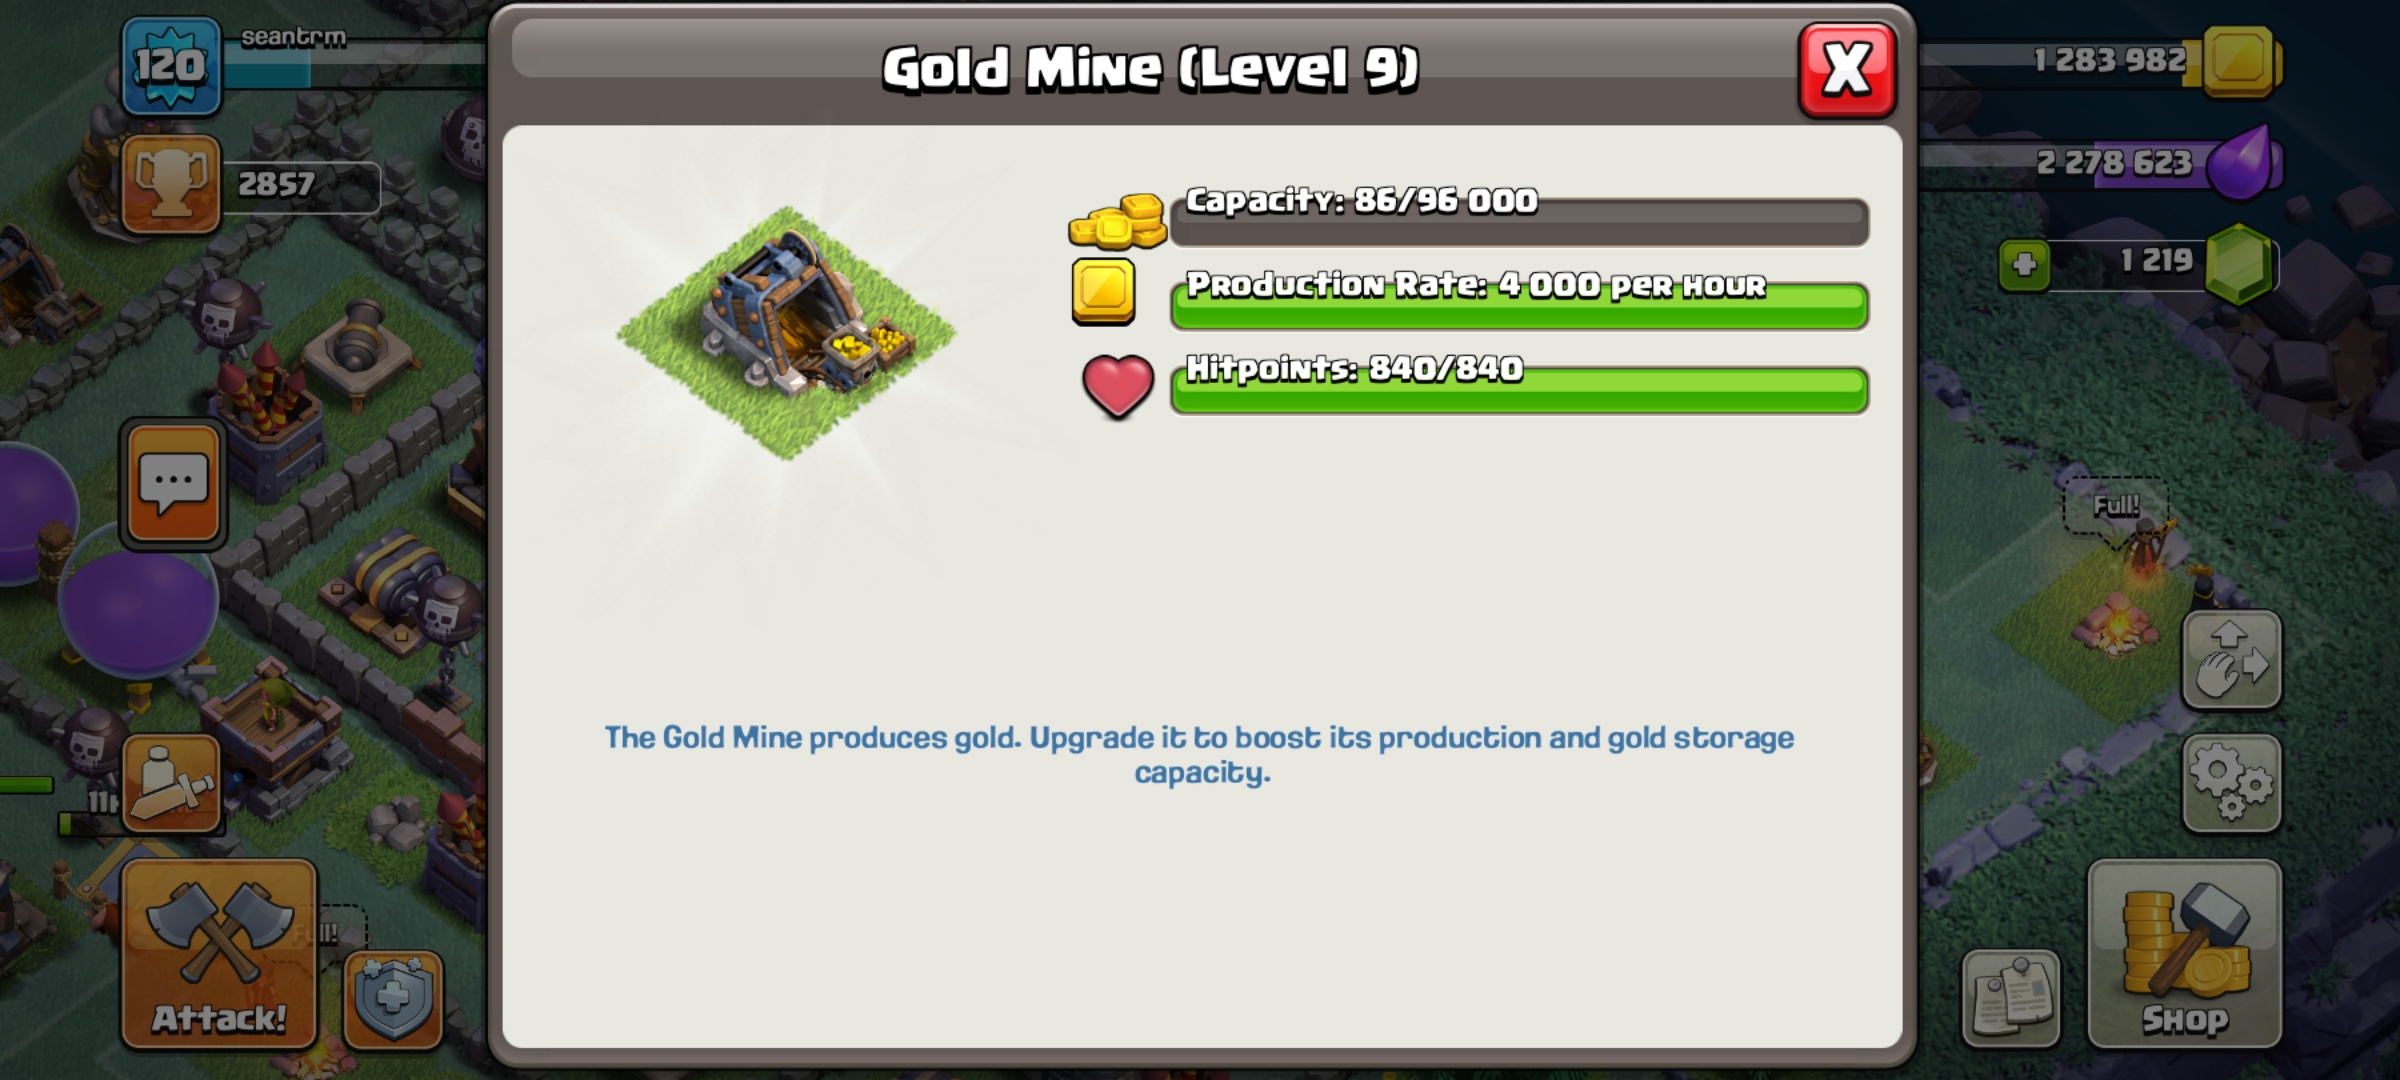 120
seantrm
2857
Gold Mine (Level 9)
X
1 283 982
2 278 623
1 219
Capacity: 86/96 000
Production Rate: 4 000 per hour
Hitpoints: 840/840
Full!
The Gold Mine produces gold. Upgrade it to boost its production and gold storage
capacity.
Attack!
Shop